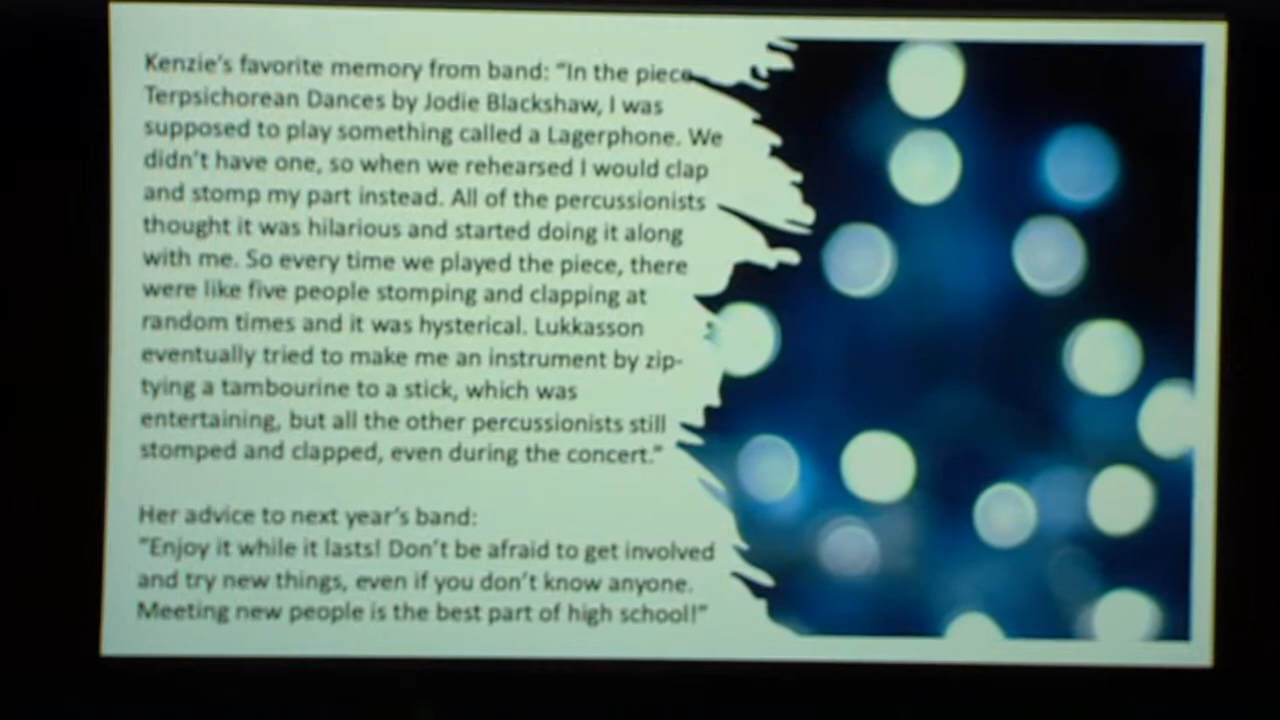 Kenzie's favorite memory from band: "In the piece
Terpsichorean Dances by Jodie Blackshaw, I was
supposed to play something called a Lagerphone. We
didn't have one, so when we rehearsed I would clap
and stomp my part instead. All of the percussionists
thought it was hilarious and started doing it along
with me. So every time we played the piece, there
were like five people stomping and clapping at
random times and it was hysterical. Lukkasson
eventually tried to make me an instrument by zip-
tying a tambourine to a stick, which was
entertaining, but all the other percussionists still
stomped and clapped, even during the concert."
Her advice to next year's band:
"Enjoy it while it lasts! Don't be afraid to get involved
and try new things, even if you don't know anyone.
Meeting new people is the best part of high school!"